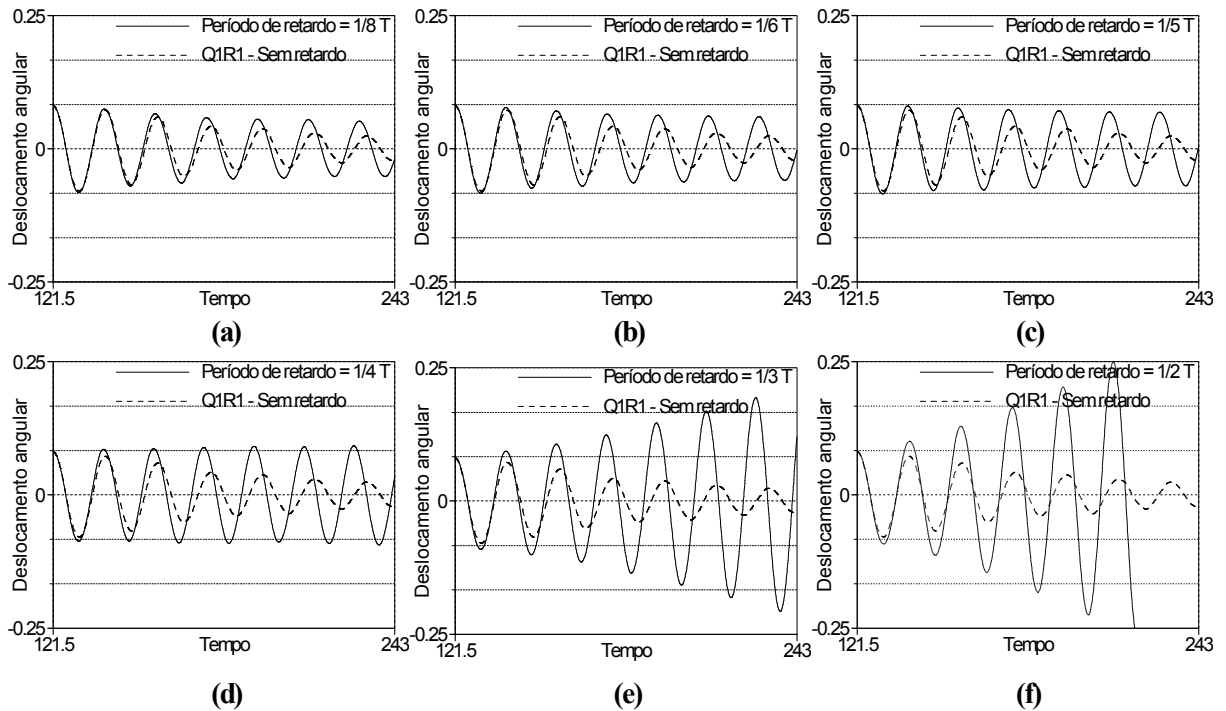 0.25
Período de retardo = 1/8 T
Q1R1 - Sem retardo
Deslocamento angular
0
-0.25
121.5
Tempo
243
(a)
0.25
Período de retardo = 1/6 T
Q1R1 - Sem retardo
Deslocamento angular
0
-0.25
121.5
Tempo
243
(b)
0.25
Período de retardo = 1/5 T
Q1R1 - Sem retardo
Deslocamento angular
0
-0.25
121.5
Tempo
243
(c)
0.25
Período de retardo = 1/4 T
Q1R1 - Sem retardo
Deslocamento angular
0
-0.25
121.5
Tempo
243
(d)
0.25
Período de retardo = 1/3 T
Q1R1 - Sem retardo
Deslocamento angular
0
-0.25
121.5
Tempo
243
(e)
0.25
Período de retardo = 1/2 T
Q1R1 - Sem retardo
Deslocamento angular
0
-0.25
121.5
Tempo
243
(f)